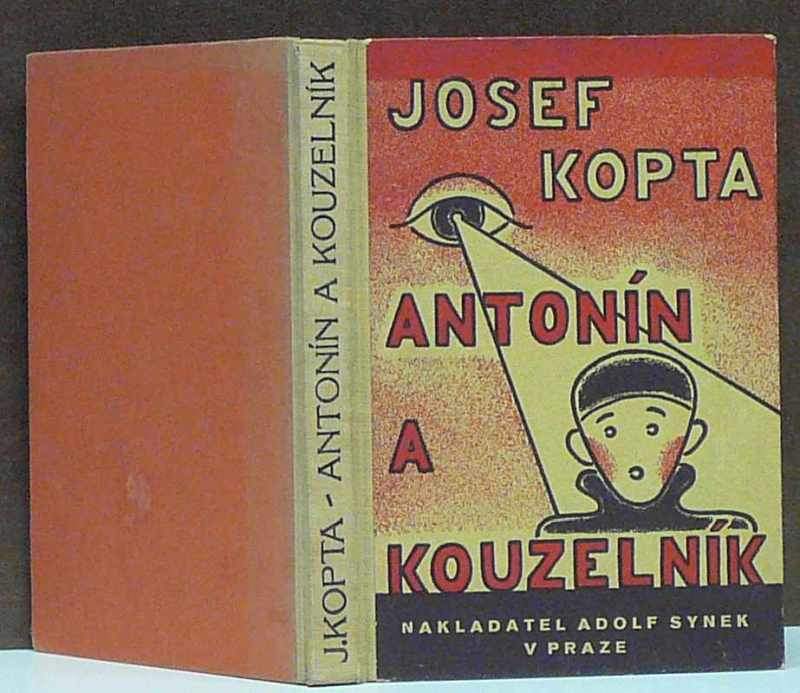 J.KOPTA - ANTONÍN A KOUZELNÍK
JOSEF
KOPTA
ANTONÍN
A
KOUZELNÍK
NAKLADATEL ADOLF SYNEK
V PRAZE